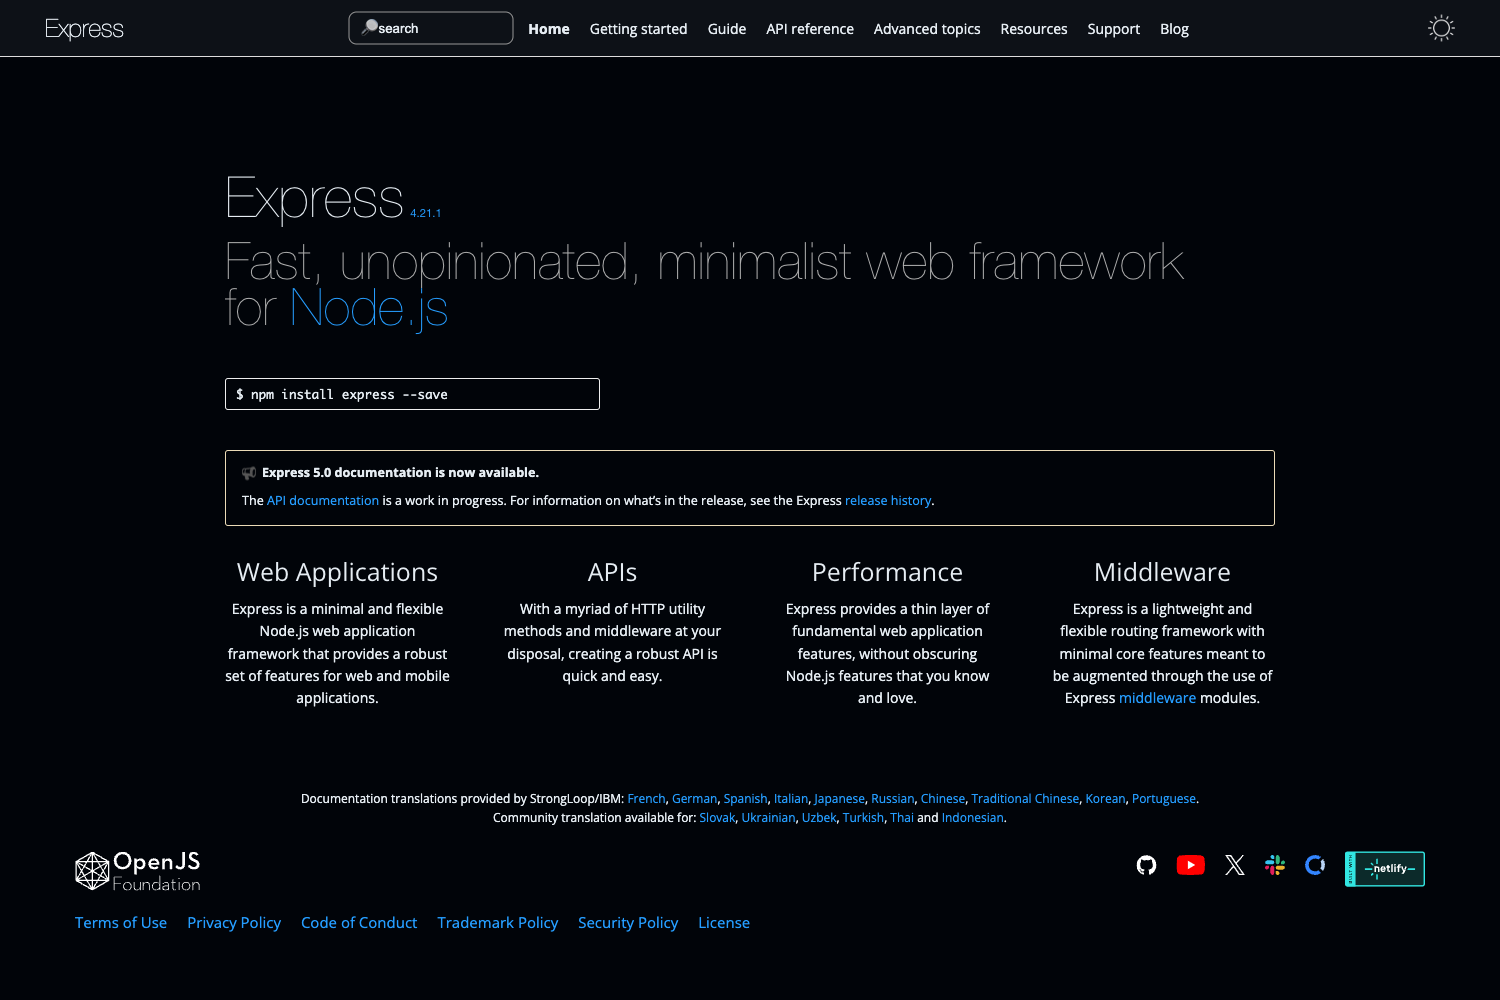 Express
search
Home Getting started Guide API reference Advanced topics Resources Support Blog
Express 4.21.1
Fast, unopinionated, minimalist web framework
for Node.js
$ npm install express --save
Express 5.0 documentation is now available.
The API documentation is a work in progress. For information on what’s in the release, see the Express release history.
Web Applications
Express is a minimal and flexible
Node.js web application
framework that provides a robust
set of features for web and mobile
applications.
APIs
With a myriad of HTTP utility
methods and middleware at your
disposal, creating a robust API is
quick and easy.
Performance
Express provides a thin layer of
fundamental web application
features, without obscuring
Node.js features that you know
and love.
Middleware
Express is a lightweight and
flexible routing framework with
minimal core features meant to
be augmented through the use of
Express middleware modules.
Documentation translations provided by StrongLoop/IBM: French, German, Spanish, Italian, Japanese, Russian, Chinese, Traditional Chinese, Korean, Portuguese.
Community translation available for: Slovak, Ukrainian, Uzbek, Turkish, Thai and Indonesian.
OpenJS
Foundation
BUILT WITH
netlify
Terms of Use Privacy Policy Code of Conduct Trademark Policy Security Policy License